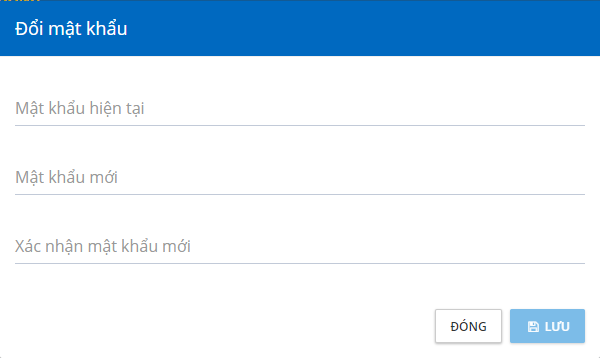 Đổi mật khẩu
Mật khẩu hiện tại
Mật khẩu mới
Xác nhận mật khẩu mới
ĐÓNG
LƯU